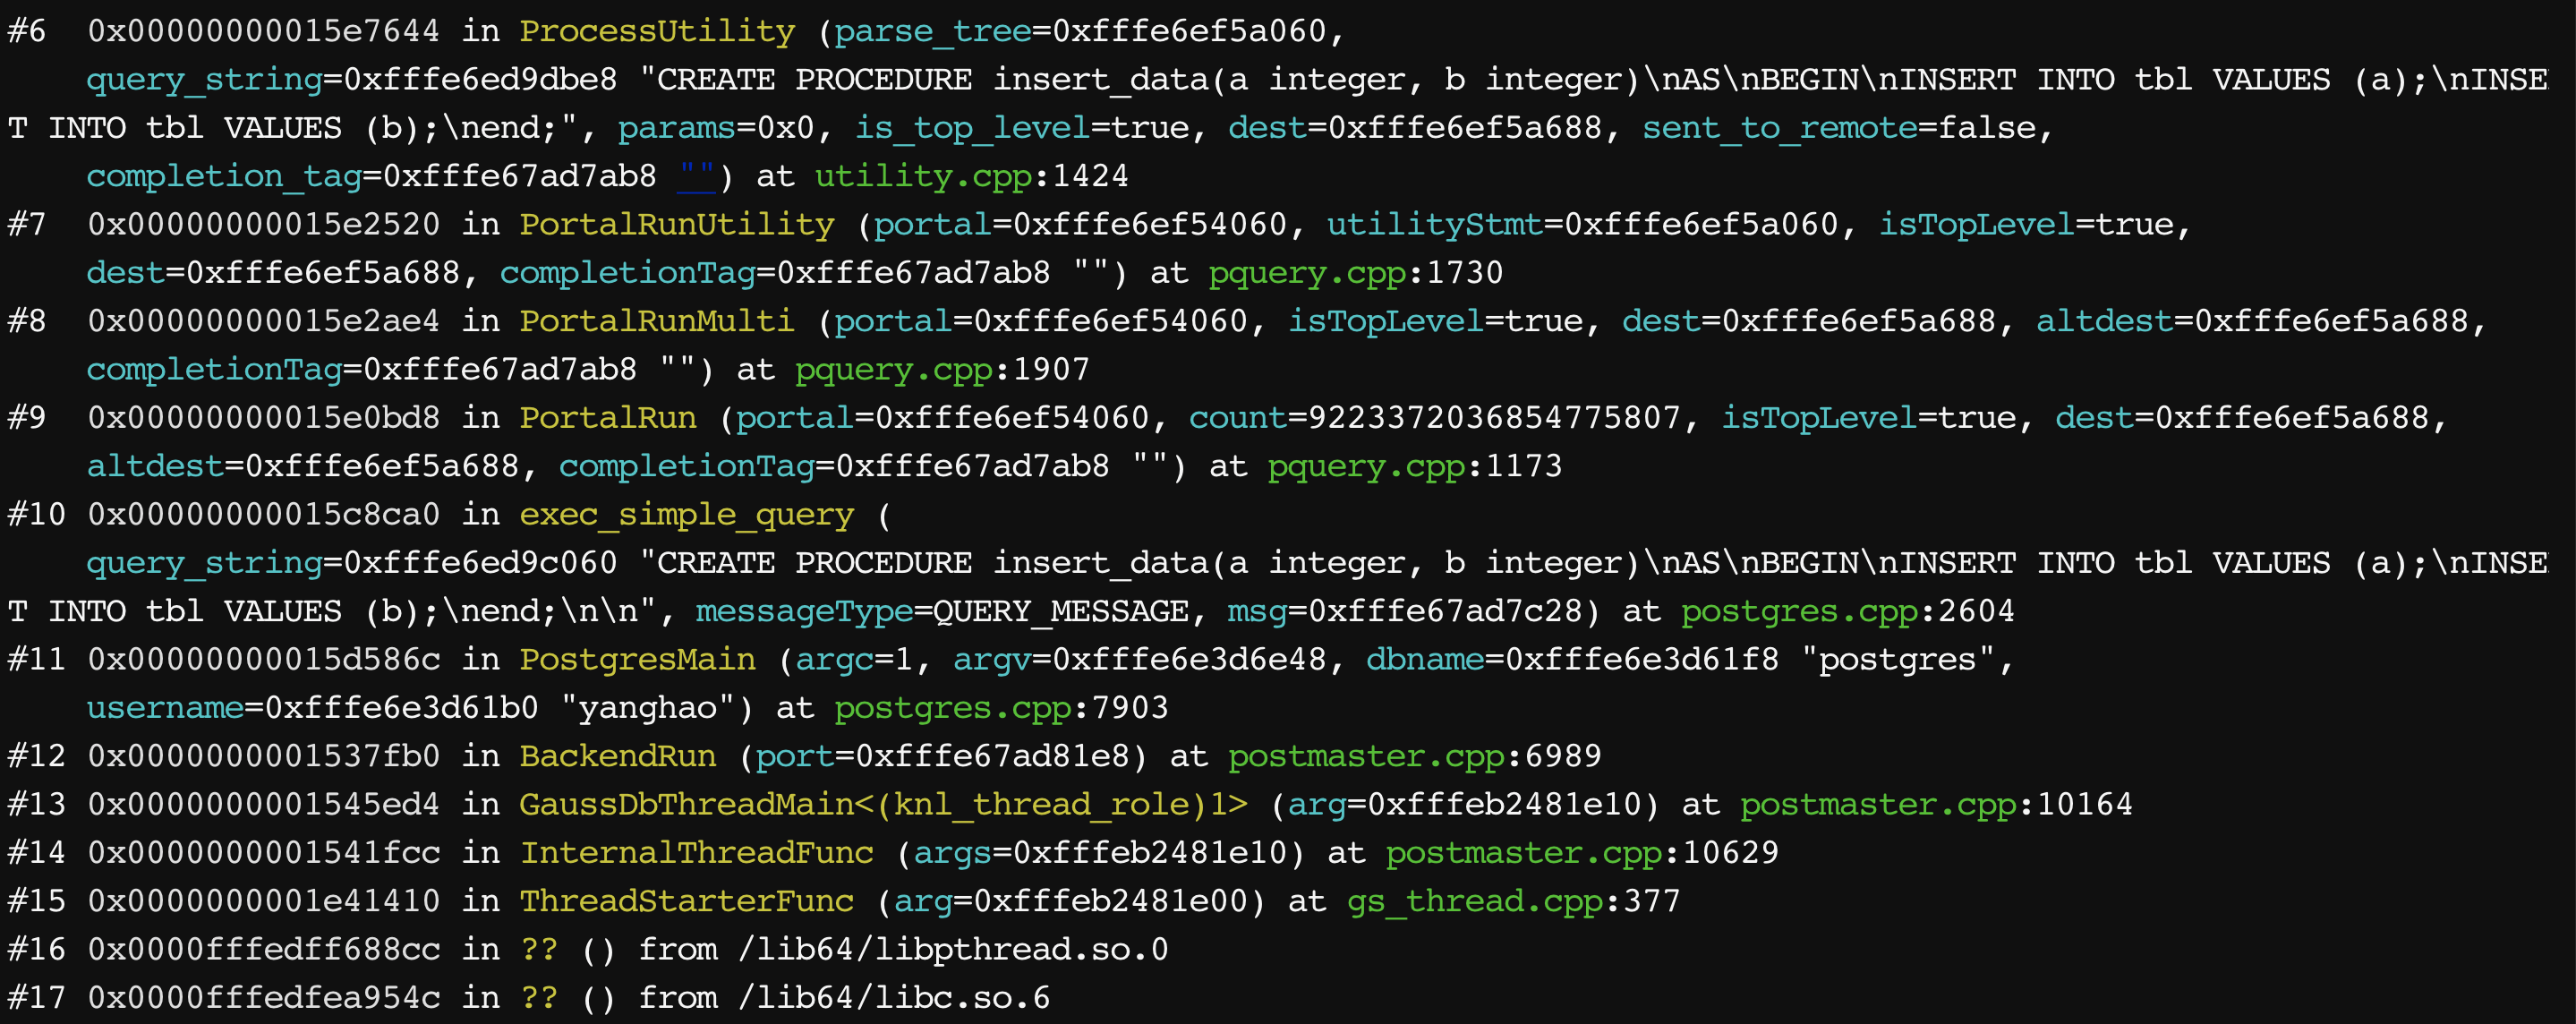 #6  0x00000000015e7644 in ProcessUtility (parse_tree=0xfffe6ef5a060,
    query_string=0xfffe6ed9dbe8 "CREATE PROCEDURE insert_data(a integer, b integer)\nAS\nBEGIN\nINSERT INTO tbl VALUES (a);\nINSE
T INTO tbl VALUES (b);\nend;", params=0x0, is_top_level=true, dest=0xfffe6ef5a688, sent_to_remote=false,
    completion_tag=0xfffe67ad7ab8 "") at utility.cpp:1424
#7  0x00000000015e2520 in PortalRunUtility (portal=0xfffe6ef54060, utilityStmt=0xfffe6ef5a060, isTopLevel=true,
    dest=0xfffe6ef5a688, completionTag=0xfffe67ad7ab8 "") at pquery.cpp:1730
#8  0x00000000015e2ae4 in PortalRunMulti (portal=0xfffe6ef54060, isTopLevel=true, dest=0xfffe6ef5a688, altdest=0xfffe6ef5a688,
    completionTag=0xfffe67ad7ab8 "") at pquery.cpp:1907
#9  0x00000000015e0bd8 in PortalRun (portal=0xfffe6ef54060, count=9223372036854775807, isTopLevel=true, dest=0xfffe6ef5a688,
    altdest=0xfffe6ef5a688, completionTag=0xfffe67ad7ab8 "") at pquery.cpp:1173
#10 0x00000000015c8ca0 in exec_simple_query (
    query_string=0xfffe6ed9c060 "CREATE PROCEDURE insert_data(a integer, b integer)\nAS\nBEGIN\nINSERT INTO tbl VALUES (a);\nINSE
T INTO tbl VALUES (b);\nend;\n\n", messageType=QUERY_MESSAGE, msg=0xfffe67ad7c28) at postgres.cpp:2604
#11 0x00000000015d586c in PostgresMain (argc=1, argv=0xfffe6e3d6e48, dbname=0xfffe6e3d61f8 "postgres",
    username=0xfffe6e3d61b0 "yanghao") at postgres.cpp:7903
#12 0x0000000001537fb0 in BackendRun (port=0xfffe67ad81e8) at postmaster.cpp:6989
#13 0x0000000001545ed4 in GaussDbThreadMain<(knl_thread_role)1> (arg=0xfffeb2481e10) at postmaster.cpp:10164
#14 0x0000000001541fcc in InternalThreadFunc (args=0xfffeb2481e10) at postmaster.cpp:10629
#15 0x0000000001e41410 in ThreadStarterFunc (arg=0xfffeb2481e00) at gs_thread.cpp:377
#16 0x0000fffedff688cc in ?? () from /lib64/libpthread.so.0
#17 0x0000fffedfea954c in ?? () from /lib64/libc.so.6